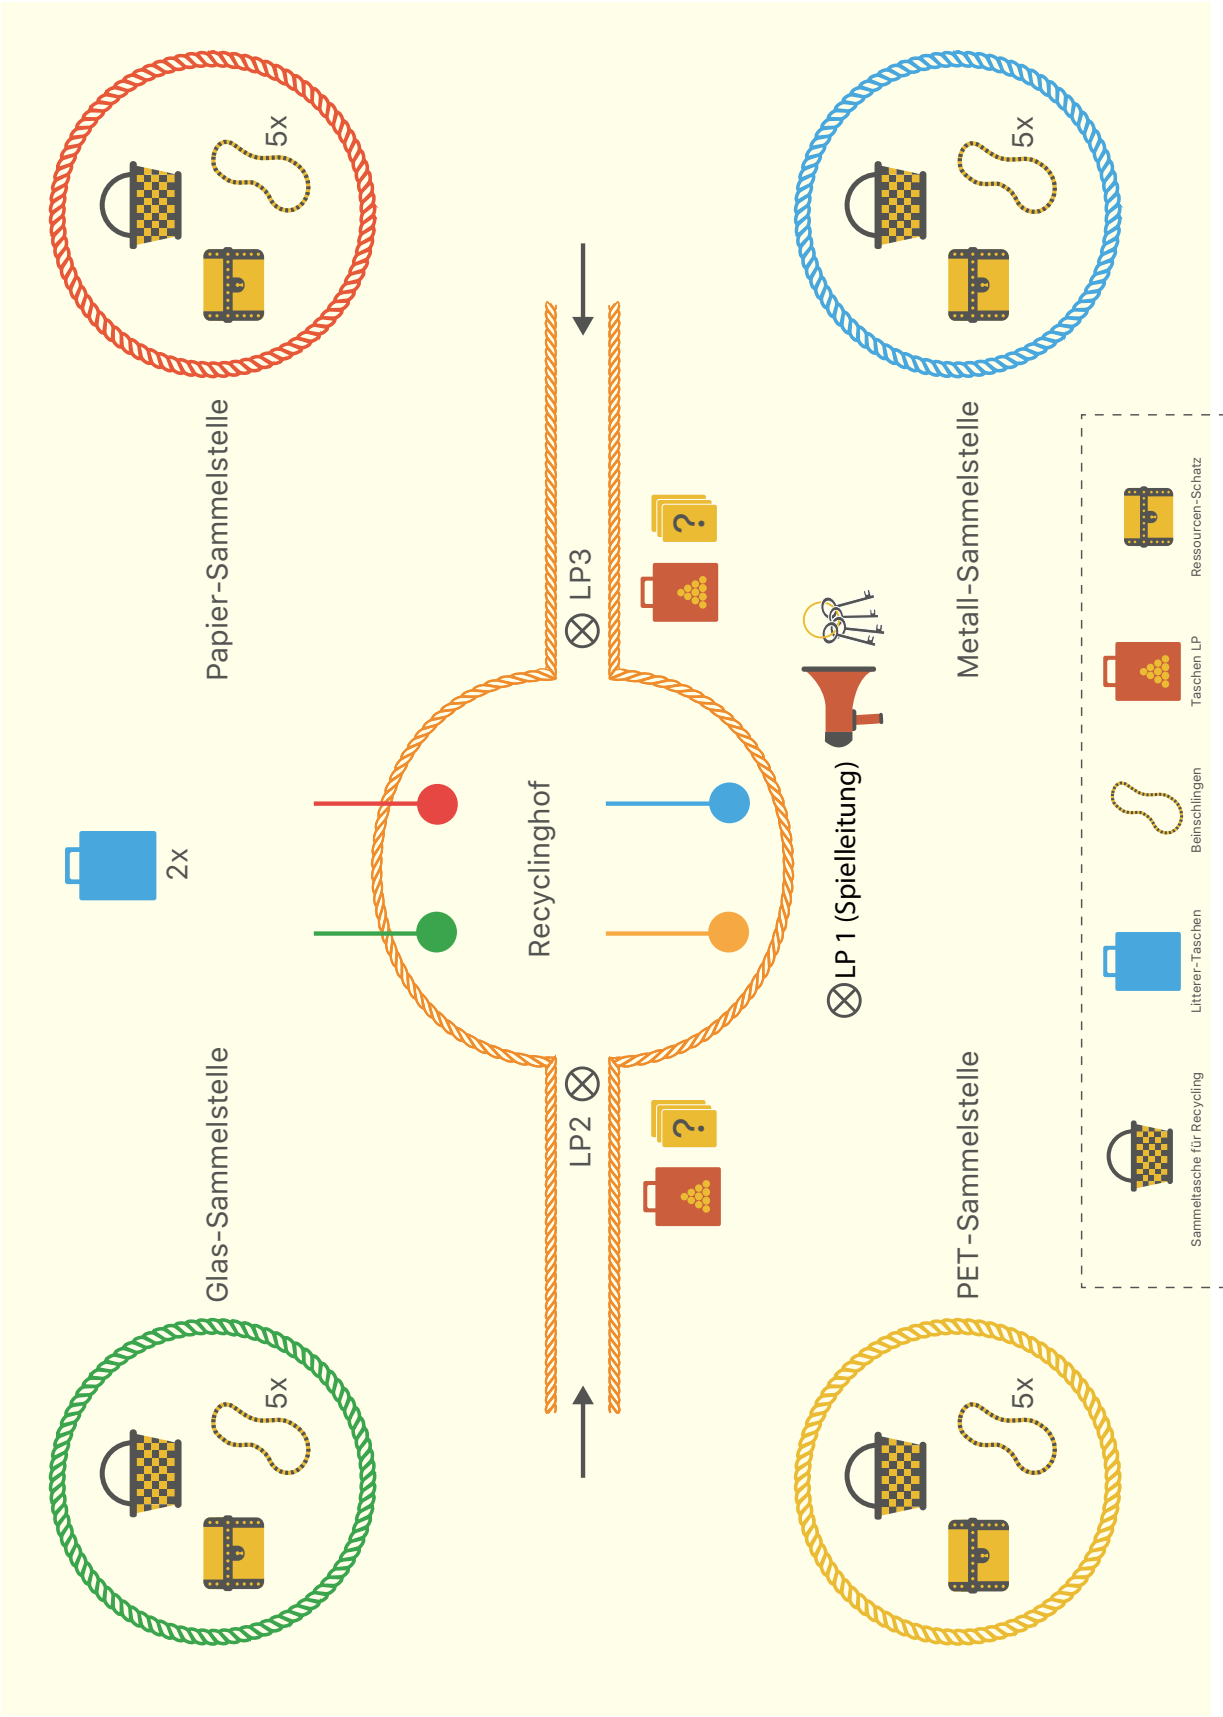 2x
5x
5x
Glas-Sammelstelle
Papier-Sammelstelle
Recyclinghof
LP2
LP3
?
?
LP 1 (Spielleitung)
5x
5x
PET-Sammelstelle
Metall-Sammelstelle
Sammeltasche für Recycling
Litterer-Taschen
Beinschlingen
Taschen LP
Ressourcen-Schatz